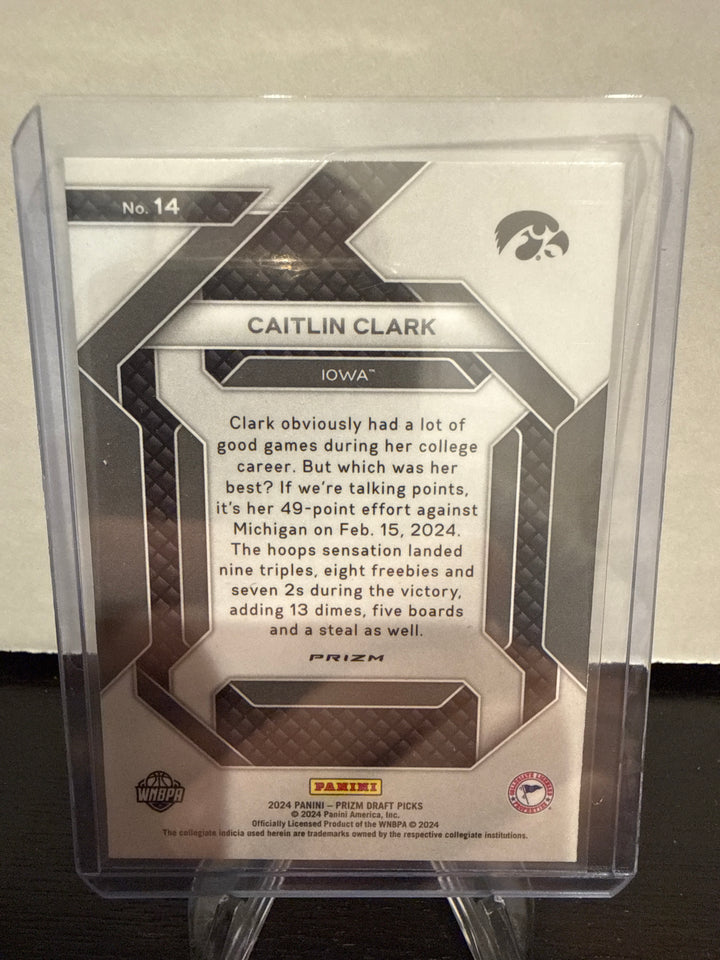 No. 14
CAITLIN CLARK
IOWA™
Clark obviously had a lot of
good games during her college
career. But which was her
best? If we're talking points,
it's her 49-point effort against
Michigan on Feb. 15, 2024.
The hoops sensation landed
nine triples, eight freebies and
seven 2s during the victory,
adding 13 dimes, five boards
and a steal as well.
PRIZM
WNBPA
PANINI
2024 PANINI – PRIZM DRAFT PICKS
© 2024 Panini America, Inc.
Officially Licensed Product of the WNBPA © 2024
The collegiate indicia used herein are trademarks owned by the respective collegiate institutions.